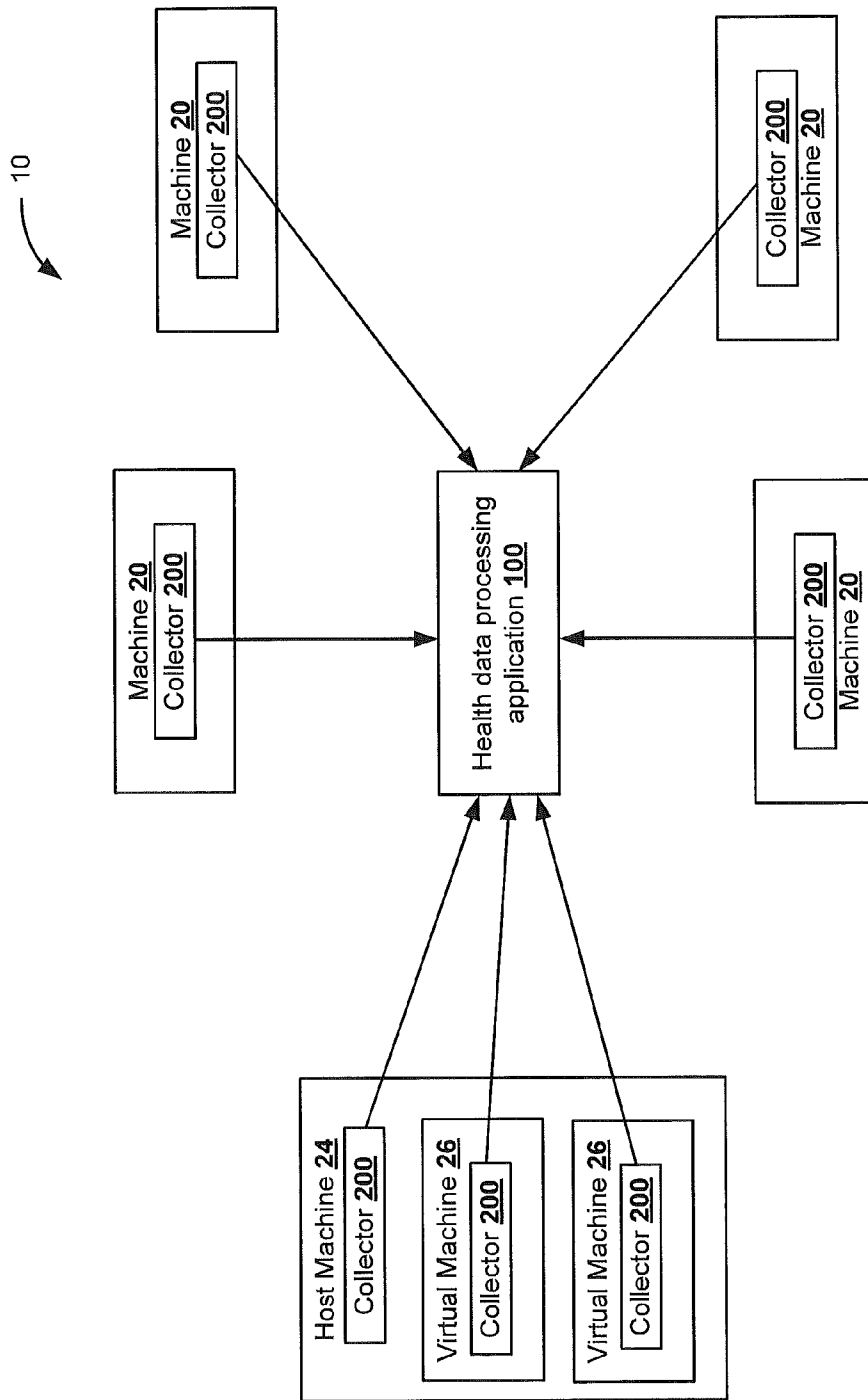 10
Machine 20
Collector 200
Machine 20
Collector 200
Host Machine 24
Collector 200
Virtual Machine 26
Collector 200
Virtual Machine 26
Collector 200
Health data processing
application 100
Collector 200
Machine 20
Collector 200
Machine 20